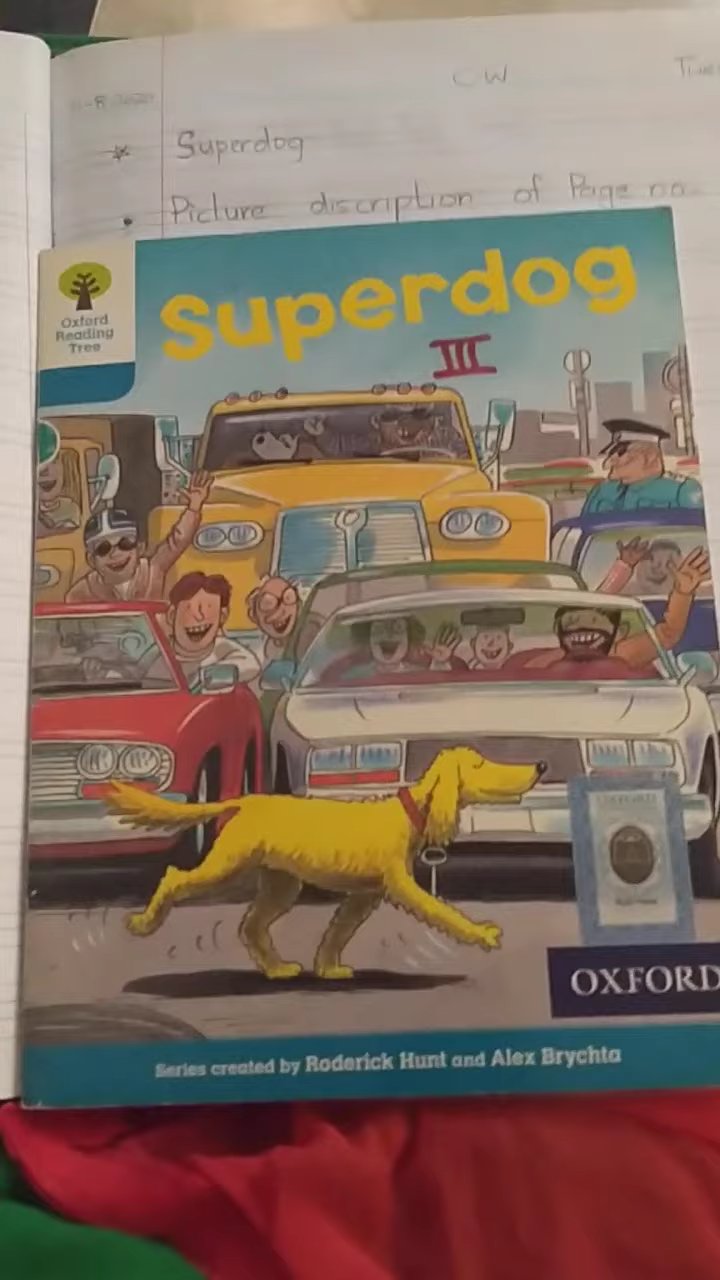 CW
Superdog
Picture discription of Page no.
Oxford
Reading
Tree
Superdog
III
OXFORD
Series created by Roderick Hunt and Alex Brychta